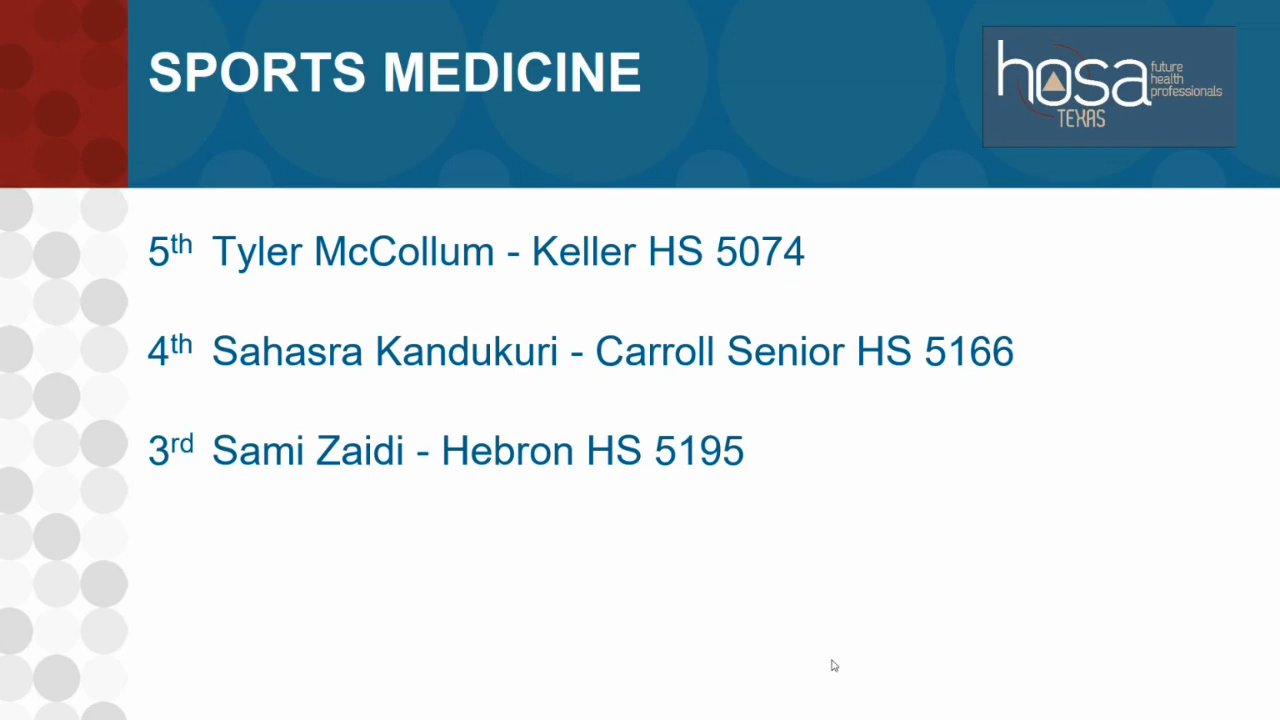 SPORTS MEDICINE
hosa
future
health
professionals
TEXAS
5th Tyler McCollum - Keller HS 5074
4th Sahasra Kandukuri - Carroll Senior HS 5166
3rd Sami Zaidi - Hebron HS 5195